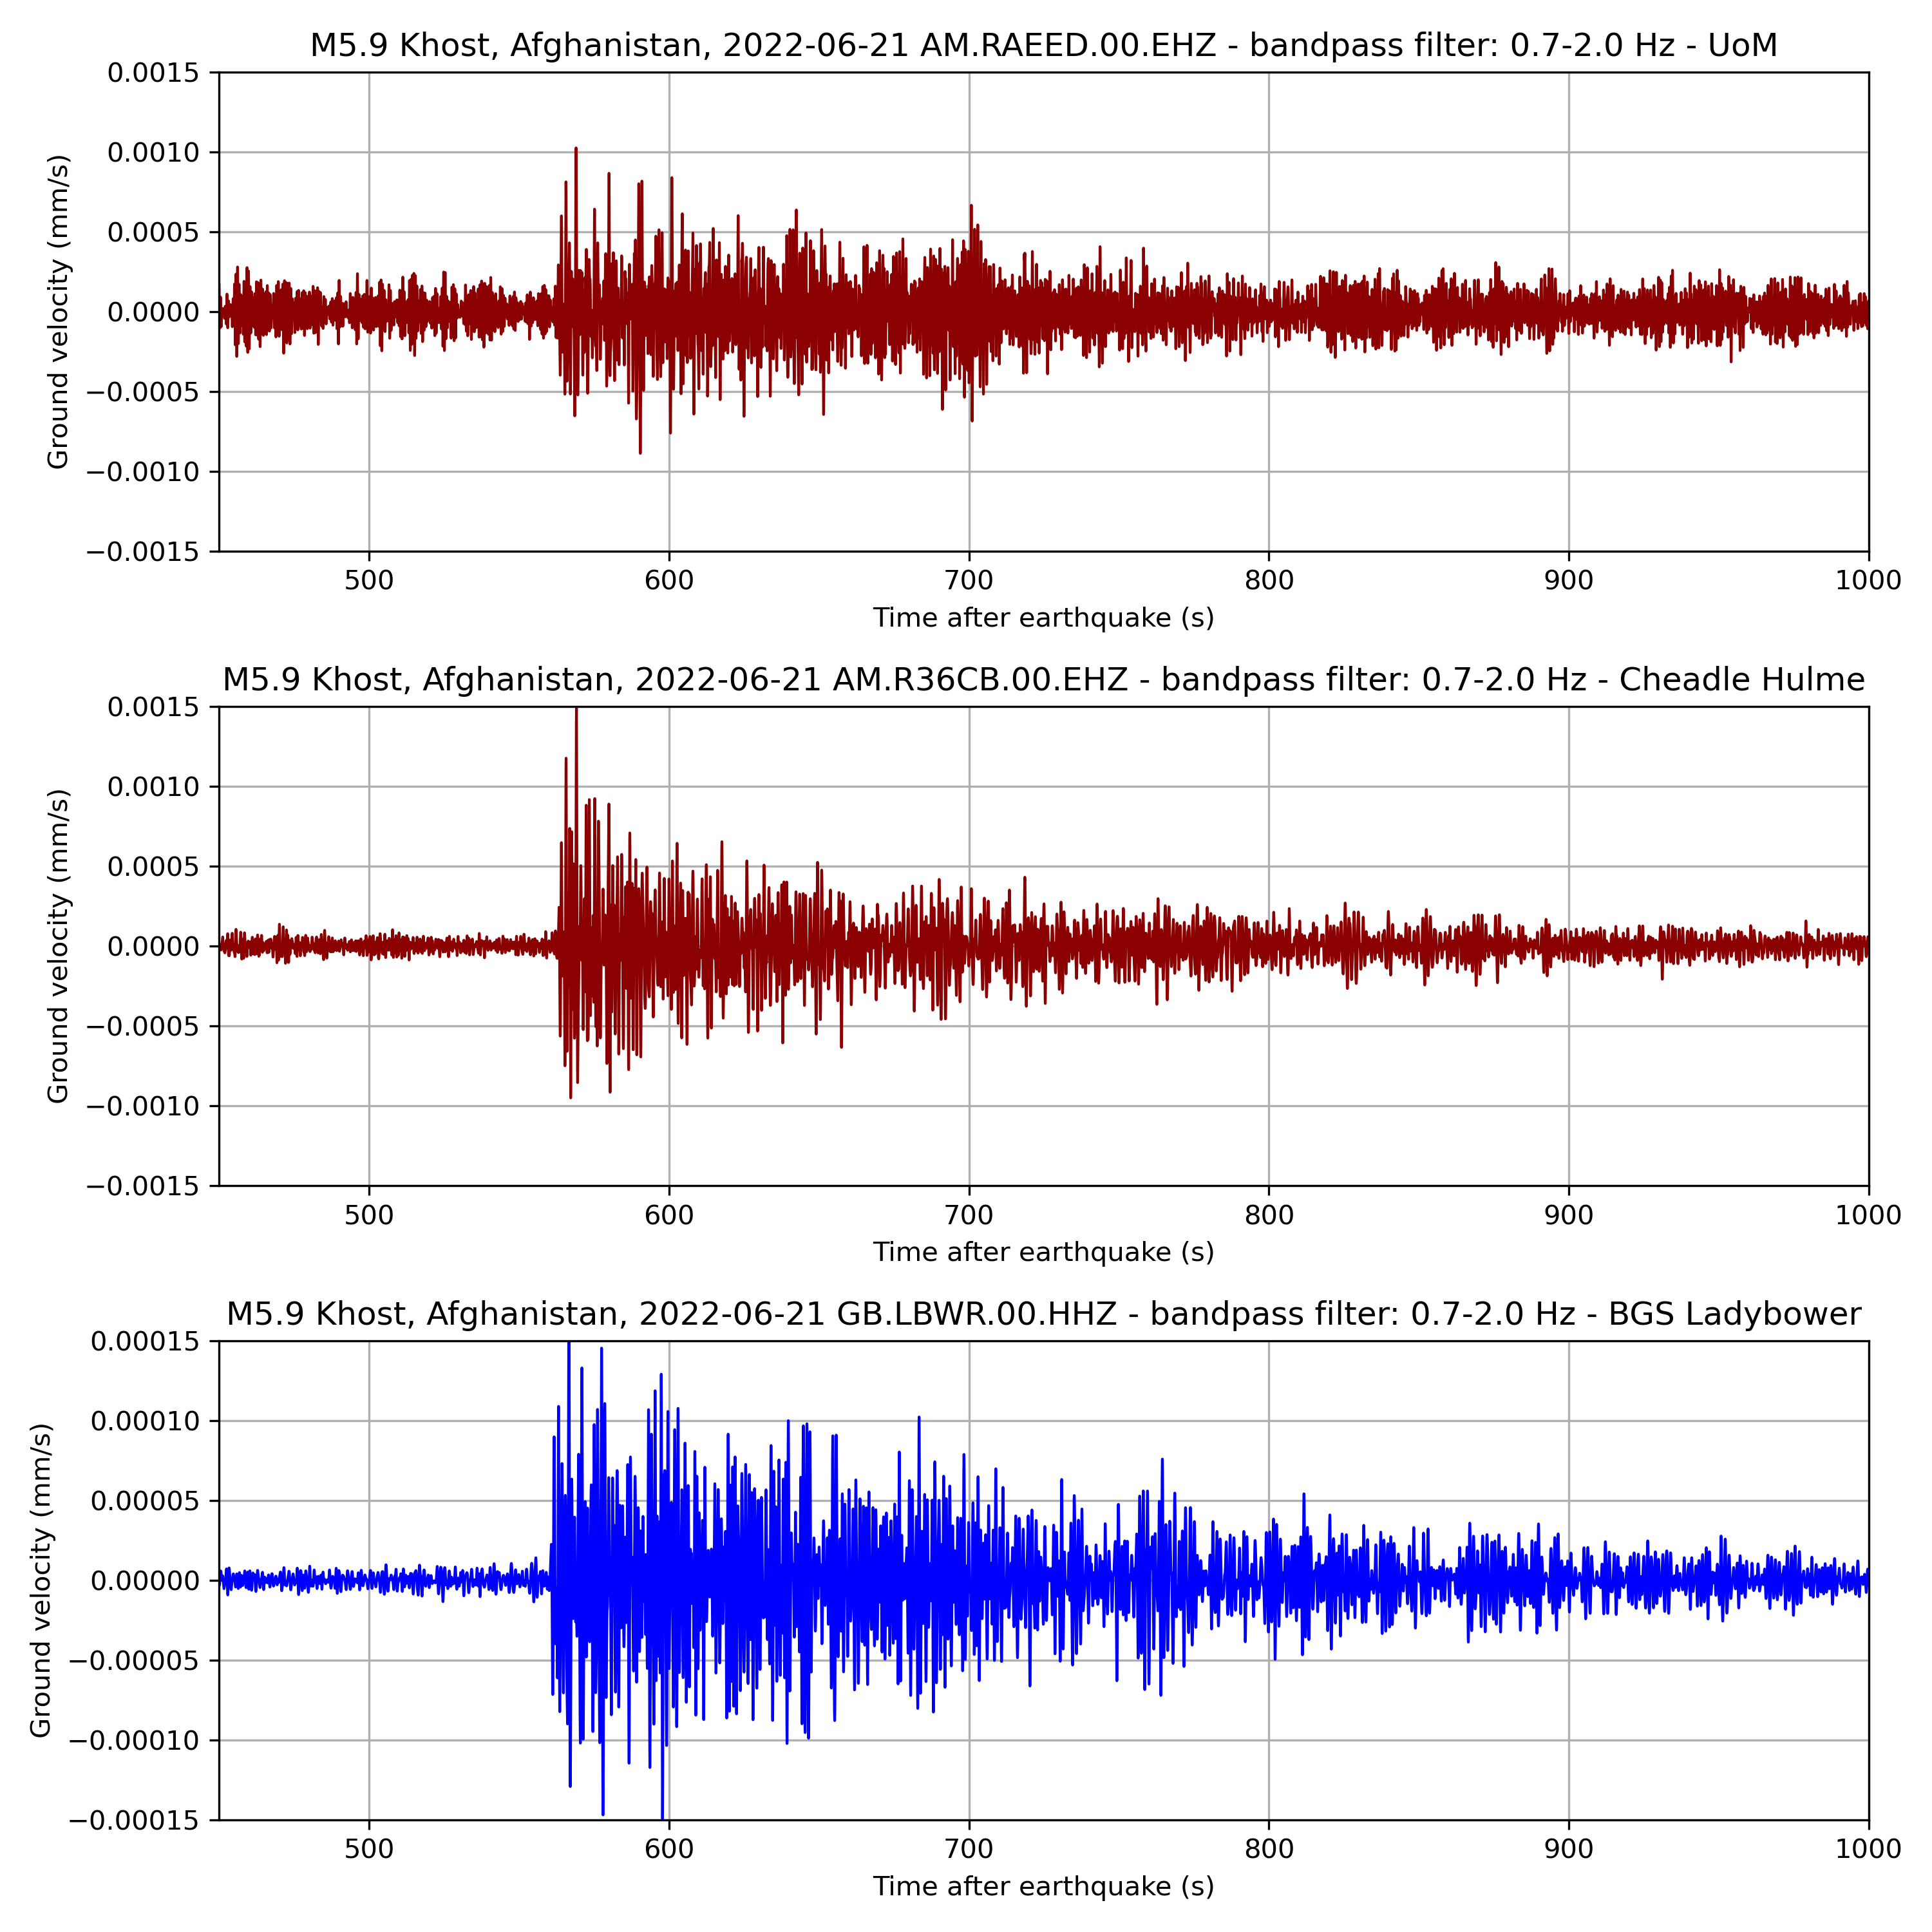 M5.9 Khost, Afghanistan, 2022-06-21 AM.RAEED.00.EHZ - bandpass filter: 0.7-2.0 Hz - UoM
0.0015
0.0010
0.0005
0.0000
−0.0005
−0.0010
−0.0015
Ground velocity (mm/s)
500 600 700 800 900 1000
Time after earthquake (s)
M5.9 Khost, Afghanistan, 2022-06-21 AM.R36CB.00.EHZ - bandpass filter: 0.7-2.0 Hz - Cheadle Hulme
0.0015
0.0010
0.0005
0.0000
−0.0005
−0.0010
−0.0015
Ground velocity (mm/s)
500 600 700 800 900 1000
Time after earthquake (s)
M5.9 Khost, Afghanistan, 2022-06-21 GB.LBWR.00.HHZ - bandpass filter: 0.7-2.0 Hz - BGS Ladybower
0.00015
0.00010
0.00005
0.00000
−0.00005
−0.00010
−0.00015
Ground velocity (mm/s)
500 600 700 800 900 1000
Time after earthquake (s)